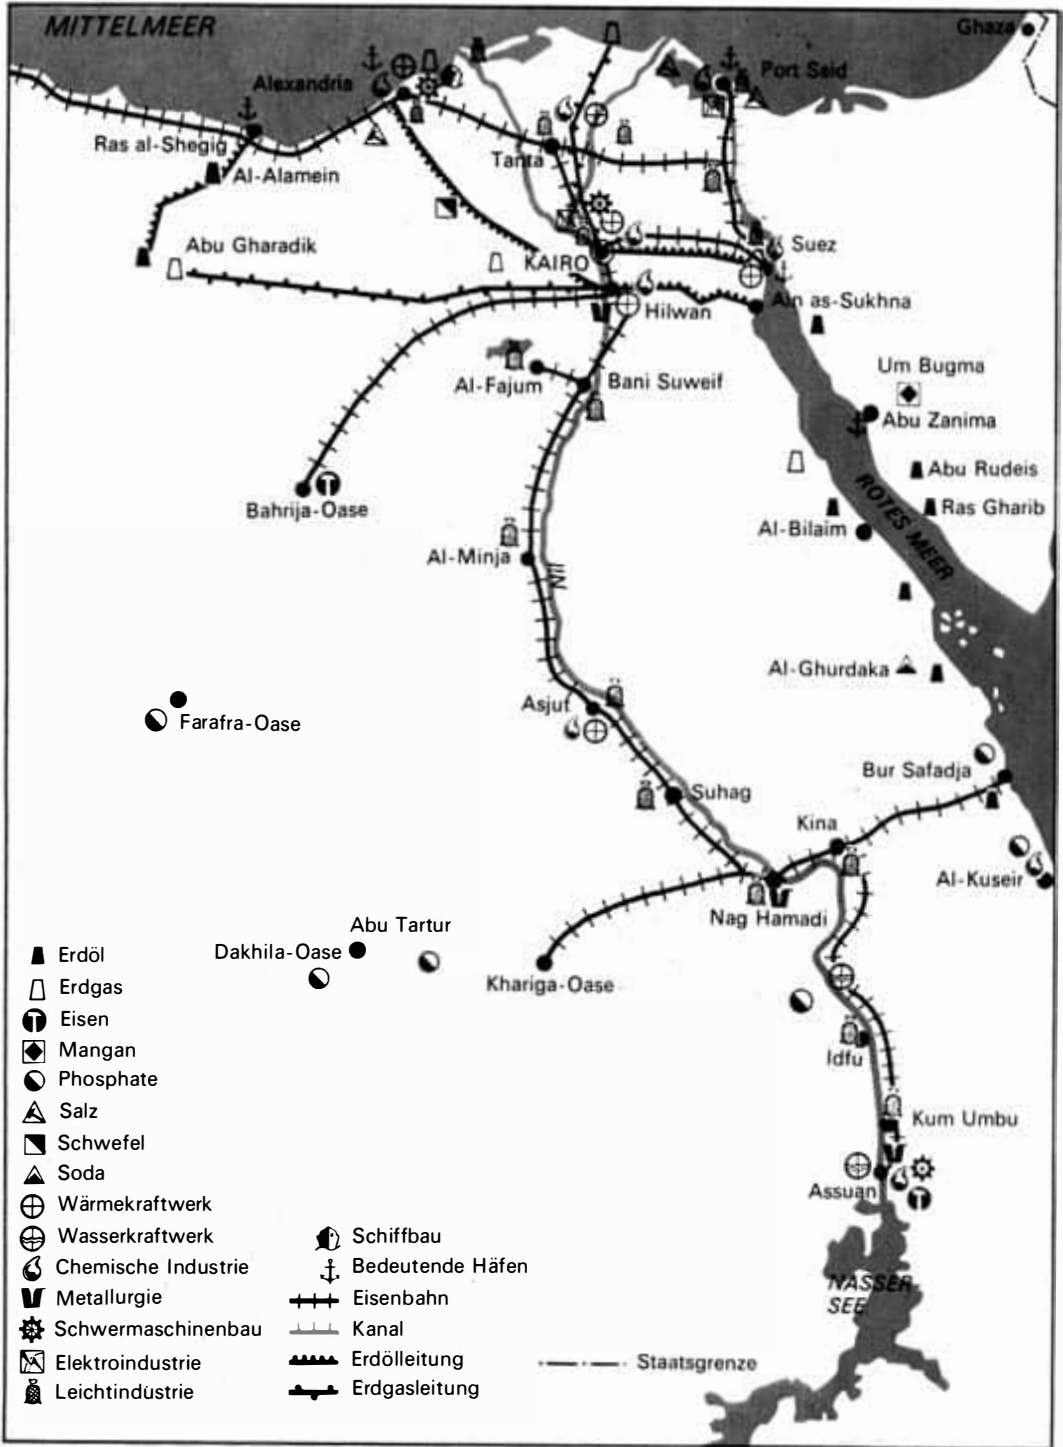 MITTELMEER
Ghaza
Alexandria
Port Said
Ras al-Shegig
Tanta
Al-Alamein
Abu Gharadik
KAIRO
Suez
Hilwan
Ain as-Sukhna
Um Bugma
Al-Fajum
Bani Suweif
Abu Zanima
Abu Rudeis
Bahrija-Oase
Ras Gharib
ROTES MEER
Al-Bilaim
Al-Minja
Nil
Al-Ghurdaka
Asjut
Farafra-Oase
Bur Safadja
Suhag
Kina
Al-Kuseir
Nag Hamadi
Abu Tartur
Dakhila-Oase
Khariga-Oase
Idfu
Kum Umbu
Assuan
NASSER
SEE
Erdöl
Erdgas
Eisen
Mangan
Phosphate
Salz
Schwefel
Soda
Wärmekraftwerk
Wasserkraftwerk
Chemische Industrie
Metallurgie
Schwermaschinenbau
Elektroindustrie
Leichtindustrie
Schiffbau
Bedeutende Häfen
Eisenbahn
Kanal
Erdölleitung
Erdgasleitung
Staatsgrenze